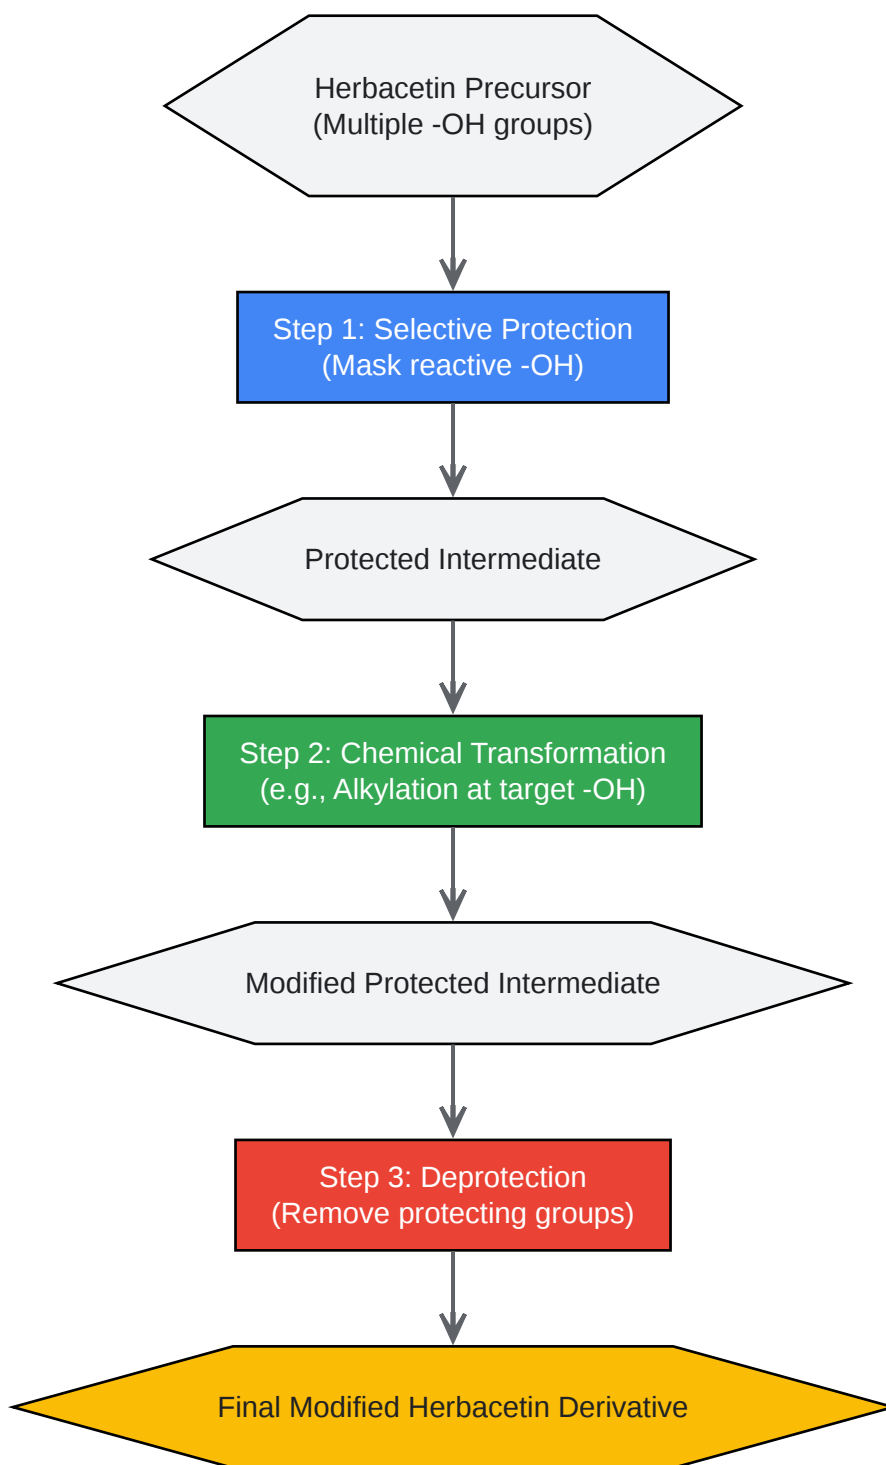 Herbacetin Precursor
(Multiple -OH groups)
Step 1: Selective Protection
(Mask reactive -OH)
Protected Intermediate
Step 2: Chemical Transformation
(e.g., Alkylation at target -OH)
Modified Protected Intermediate
Step 3: Deprotection
(Remove protecting groups)
Final Modified Herbacetin Derivative